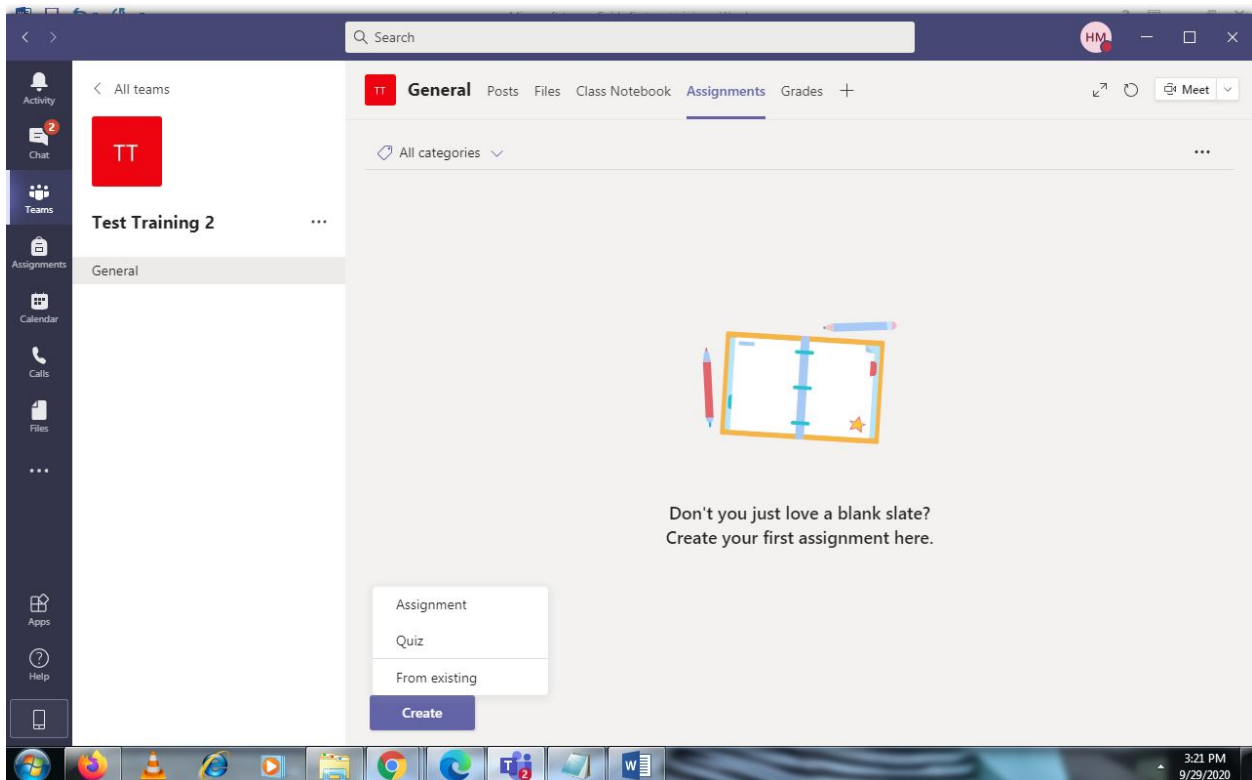 Search
HM
Activity
2
Chat
Teams
Assignments
Calendar
Calls
Files
Apps
Help
All teams
TT
Test Training 2
General
TT General Posts Files Class Notebook Assignments Grades
Meet
All categories
Don't you just love a blank slate?
Create your first assignment here.
Assignment
Quiz
From existing
Create
3:21 PM
9/29/2020